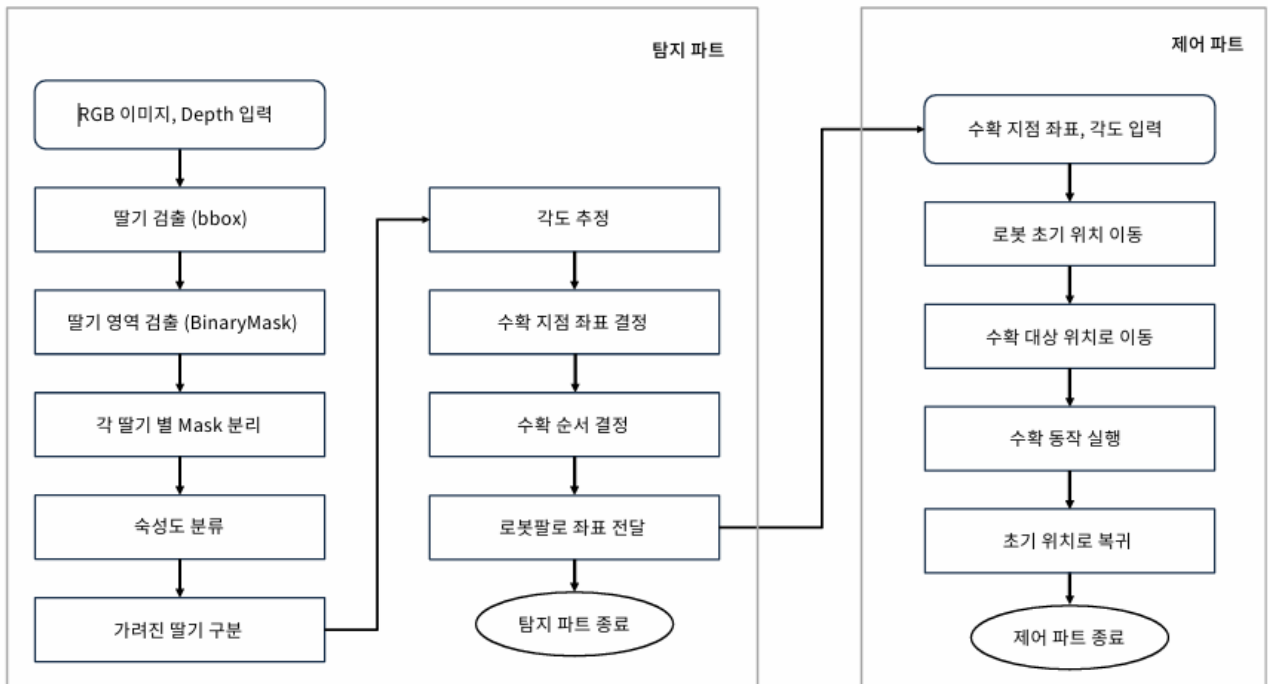 탐지 파트
RGB 이미지, Depth 입력
딸기 검출 (bbox)
딸기 영역 검출 (BinaryMask)
각 딸기 별 Mask 분리
숙성도 분류
가려진 딸기 구분
각도 추정
수확 지점 좌표 결정
수확 순서 결정
로봇팔로 좌표 전달
탐지 파트 종료
제어 파트
수확 지점 좌표, 각도 입력
로봇 초기 위치 이동
수확 대상 위치로 이동
수확 동작 실행
초기 위치로 복귀
제어 파트 종료